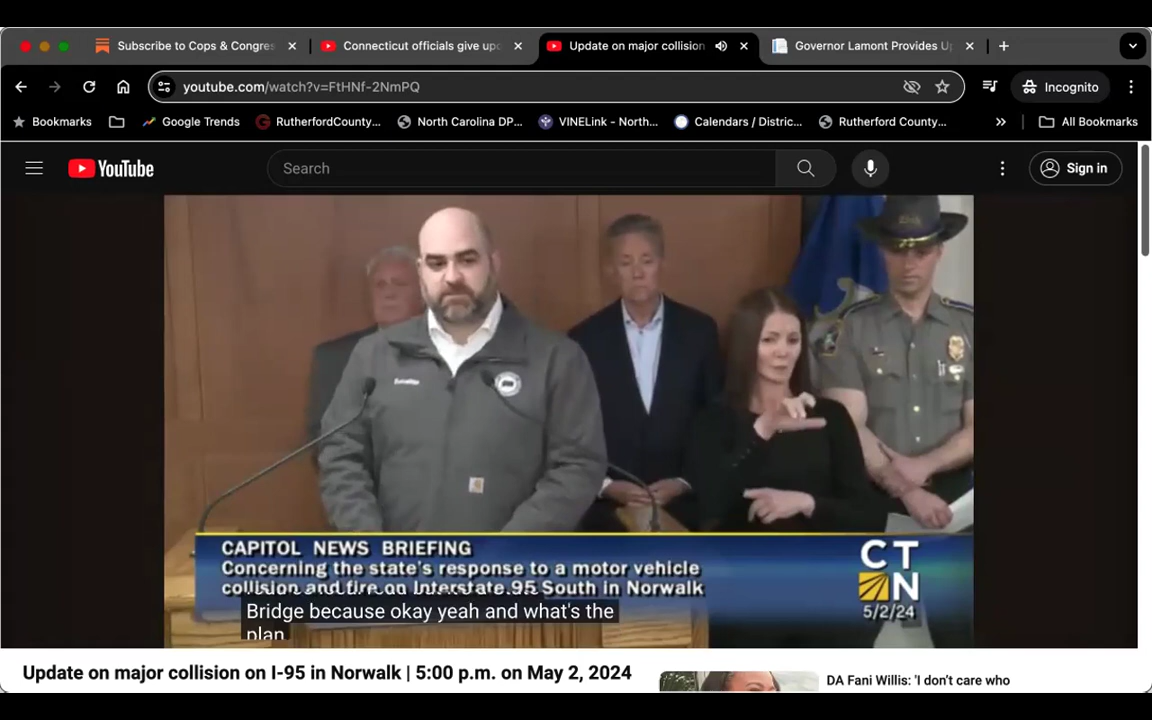 Subscribe to Cops & Congres
Connecticut officials give upd
Update on major collision
Governor Lamont Provides U
youtube.com/watch?v=FtHNf-2NmPQ
Incognito
Bookmarks
Google Trends
RutherfordCounty...
North Carolina DP...
VINELink - North...
Calendars / Distric...
Rutherford County...
»
All Bookmarks
YouTube
Search
Sign in
CAPITOL NEWS BRIEFING
Concerning the state's response to a motor vehicle
collision and fire on Interstate 95 South in Norwalk
CT
N
5/2/24
Bridge because okay yeah and what's the
plan
Update on major collision on I-95 in Norwalk | 5:00 p.m. on May 2, 2024
DA Fani Willis: 'I don't care who